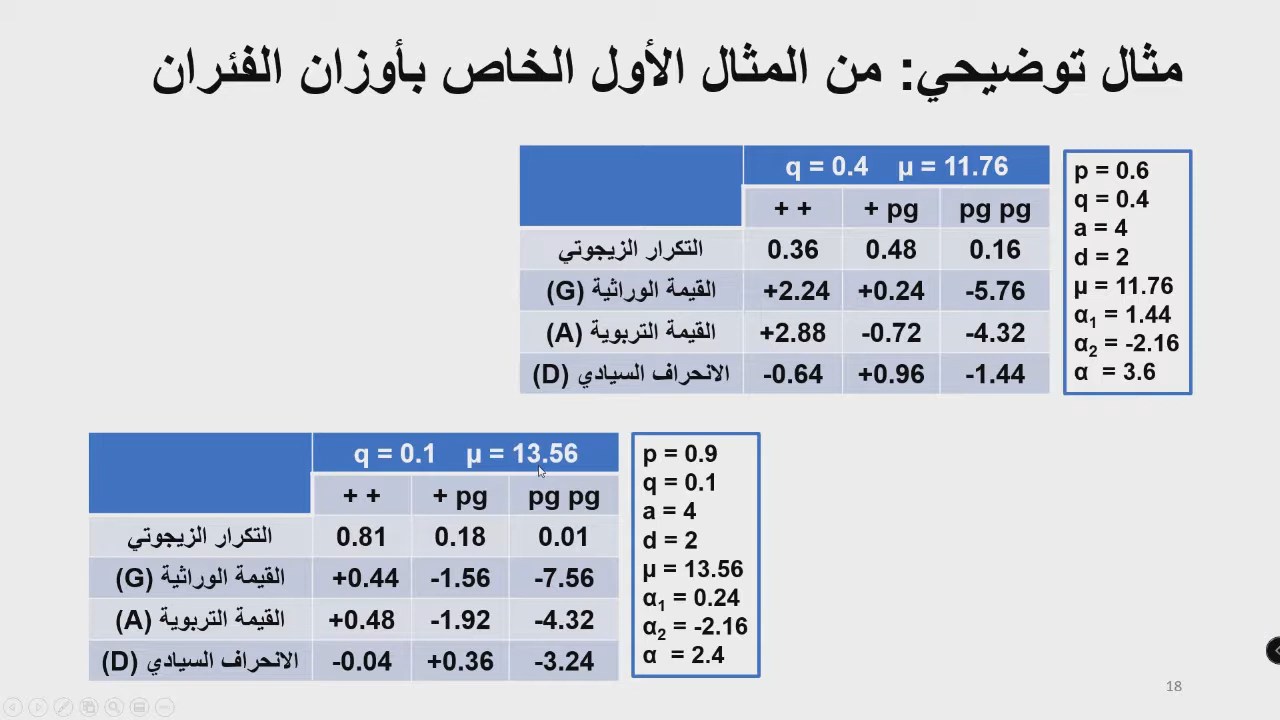 مثال توضيحي: من المثال الأول الخاص بأوزان الفئران
q = 0.4 µ = 11.76
+ + + pg pg pg
التكرار الزيجوتي 0.36 0.48 0.16
القيمة الوراثية (G) +2.24 +0.24 -5.76
القيمة التربوية (A) +2.88 -0.72 -4.32
الانحراف السيادي (D) -0.64 +0.96 -1.44
p = 0.6
q = 0.4
a = 4
d = 2
µ = 11.76
α1 = 1.44
α2 = -2.16
α = 3.6
q = 0.1 µ = 13.56
+ + + pg pg pg
التكرار الزيجوتي 0.81 0.18 0.01
القيمة الوراثية (G) +0.44 -1.56 -7.56
القيمة التربوية (A) +0.48 -1.92 -4.32
الانحراف السيادي (D) -0.04 +0.36 -3.24
p = 0.9
q = 0.1
a = 4
d = 2
µ = 13.56
α1 = 0.24
α2 = -2.16
α = 2.4
18